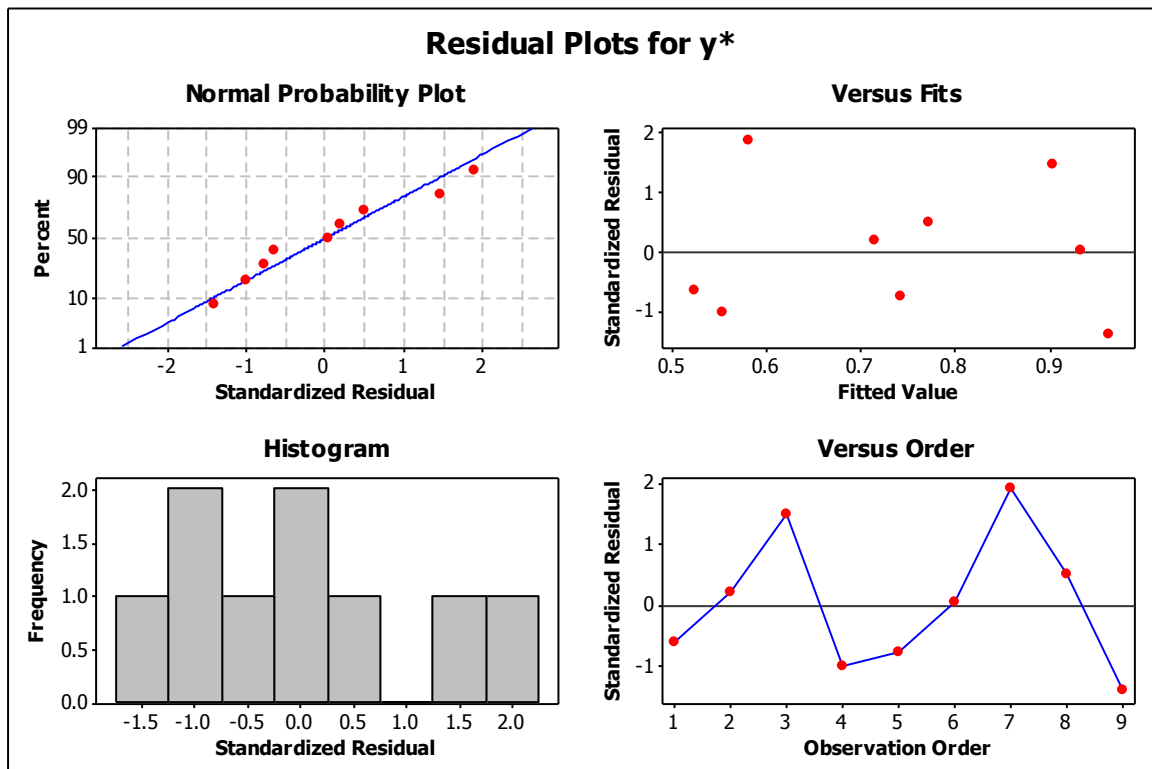 Residual Plots for y*
Normal Probability Plot
99
90
50
10
1
Percent
-2 -1 0 1 2
Standardized Residual
Versus Fits
2
1
0
-1
Standardized Residual
0.5 0.6 0.7 0.8 0.9
Fitted Value
Histogram
2.0
1.5
1.0
0.5
0.0
Frequency
-1.5 -1.0 -0.5 0.0 0.5 1.0 1.5 2.0
Standardized Residual
Versus Order
2
1
0
-1
Standardized Residual
1 2 3 4 5 6 7 8 9
Observation Order